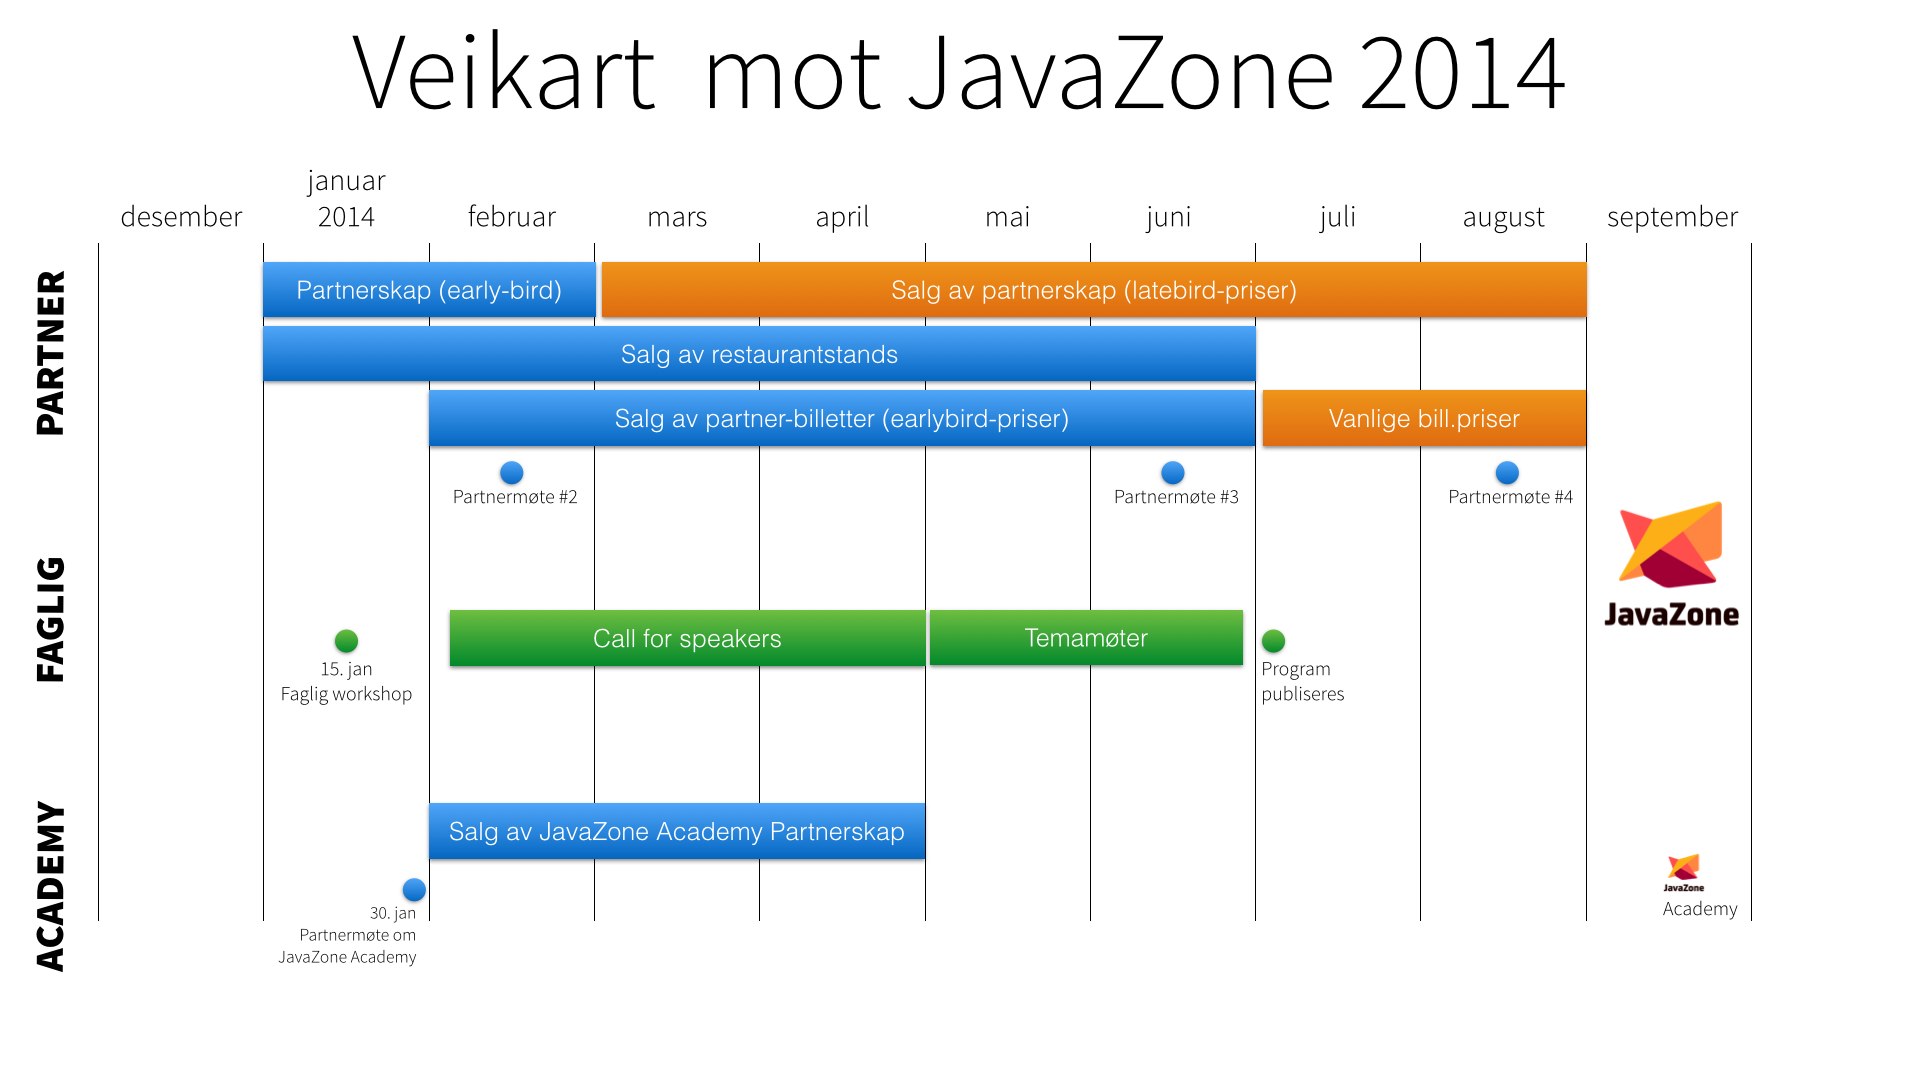 Veikart mot JavaZone 2014
desember
januar
2014
februar
mars
april
mai
juni
juli
august
september
PARTNER
Partnerskap (early-bird)
Salg av partnerskap (latebird-priser)
Salg av restaurantstands
Salg av partner-billetter (earlybird-priser)
Vanlige bill.priser
Partnermøte #2
Partnermøte #3
Partnermøte #4
JavaZone
FAGLIG
15. jan
Faglig workshop
Call for speakers
Temamøter
Program
publiseres
ACADEMY
Salg av JavaZone Academy Partnerskap
30. jan
Partnermøte om
JavaZone Academy
JavaZone
Academy